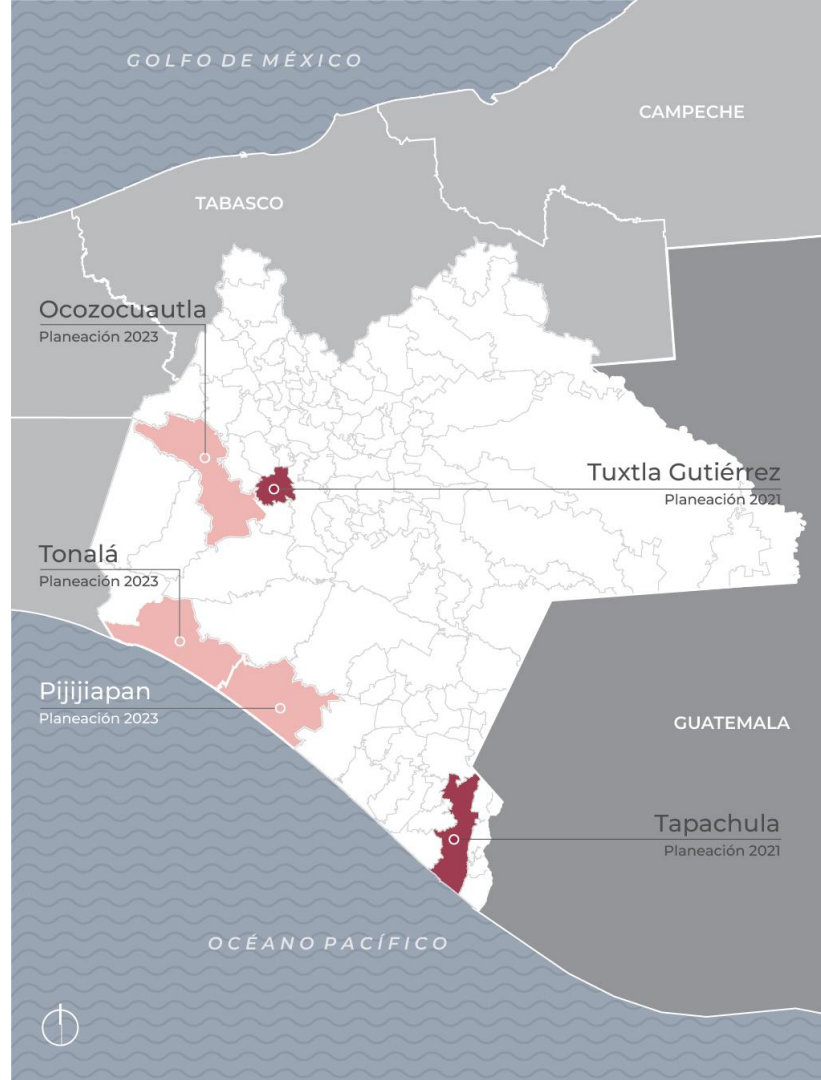 GOLFO DE MÉXICO
CAMPECHE
TABASCO
Ocozocuautla
Planeación 2023
Tuxtla Gutiérrez
Planeación 2021
Tonalá
Planeación 2023
Pijijiapan
Planeación 2023
GUATEMALA
Tapachula
Planeación 2021
OCÉANO PACÍFICO